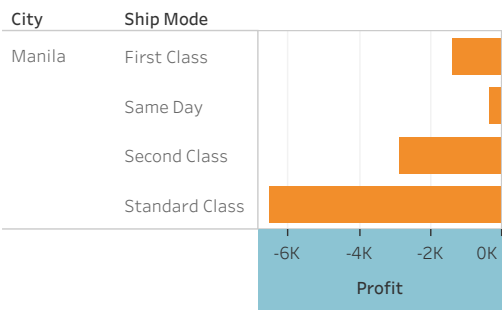 City Ship Mode
Manila First Class
Same Day
Second Class
Standard Class
-6K -4K -2K 0K
Profit